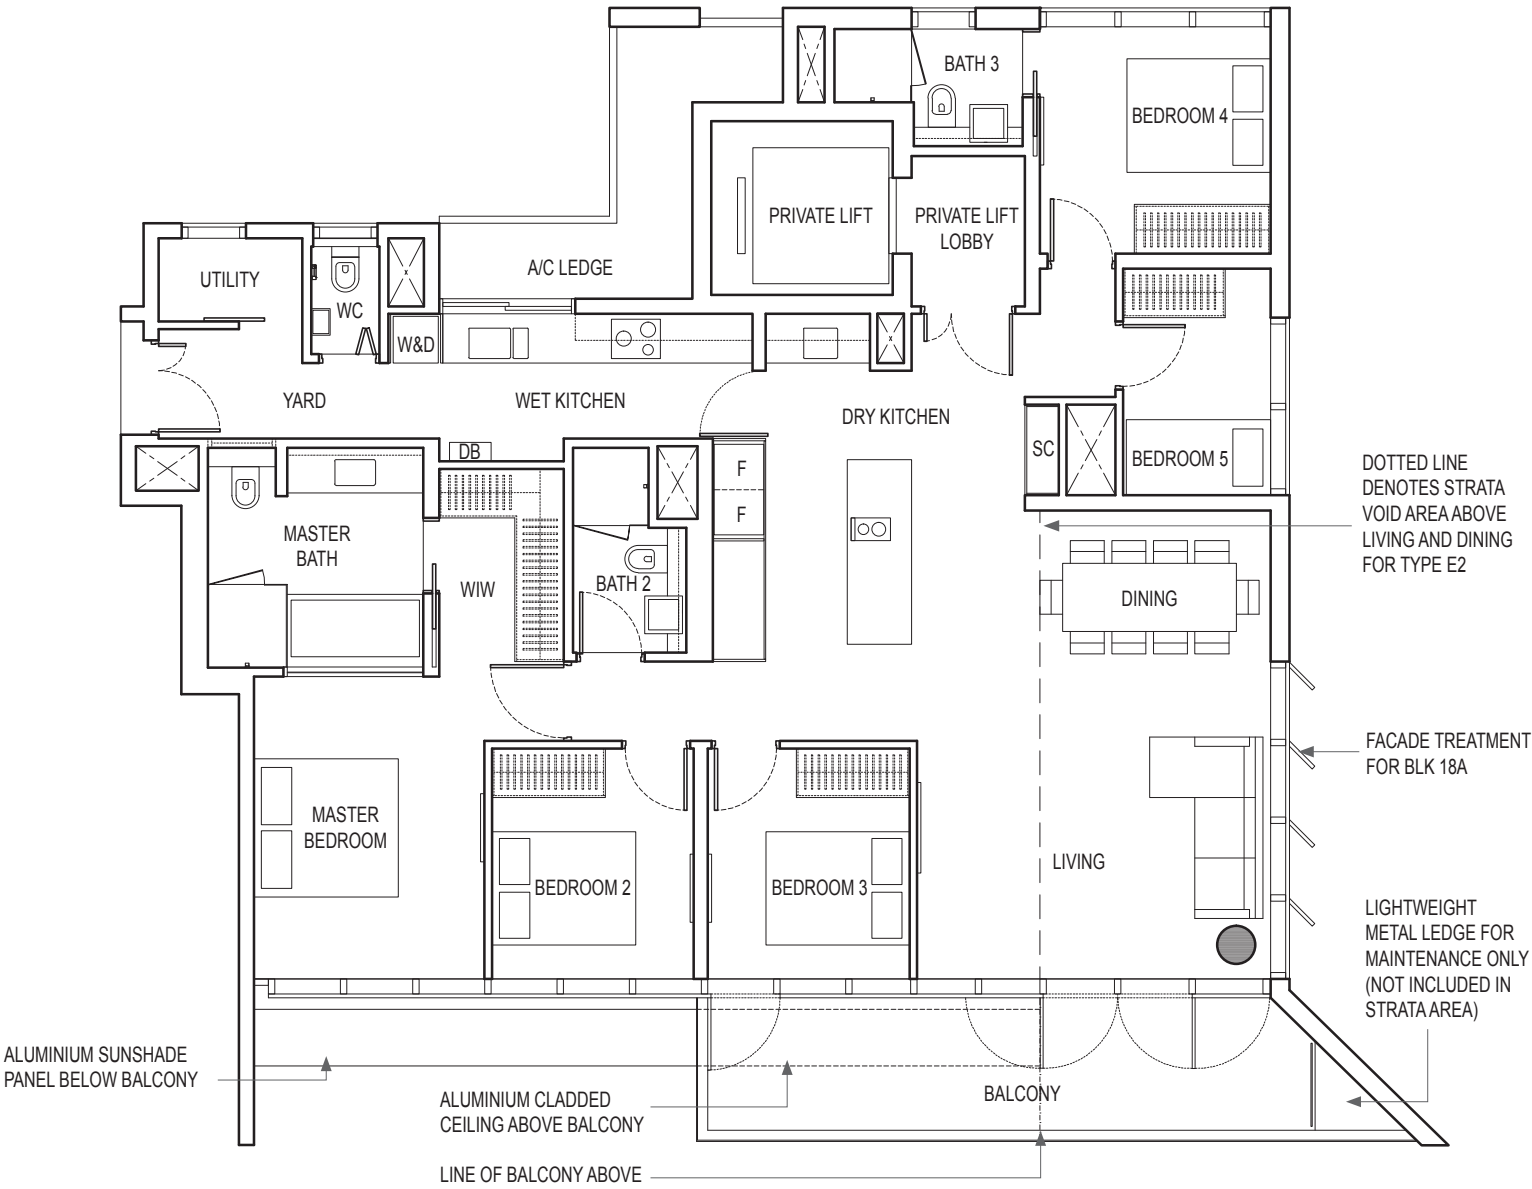 BATH 3
BEDROOM 4
PRIVATE LIFT
PRIVATE LIFT
LOBBY
A/C LEDGE
UTILITY
WC
W&D
YARD
WET KITCHEN
DRY KITCHEN
DB
F
F
SC
BEDROOM 5
MASTER
BATH
WIW
BATH 2
DINING
DOTTED LINE
DENOTES STRATA
VOID AREA ABOVE
LIVING AND DINING
FOR TYPE E2
FACADE TREATMENT
FOR BLK 18A
MASTER
BEDROOM
BEDROOM 2
BEDROOM 3
LIVING
LIGHTWEIGHT
METAL LEDGE FOR
MAINTENANCE ONLY
(NOT INCLUDED IN
STRATA AREA)
ALUMINIUM SUNSHADE
PANEL BELOW BALCONY
ALUMINIUM CLADDED
CEILING ABOVE BALCONY
BALCONY
LINE OF BALCONY ABOVE